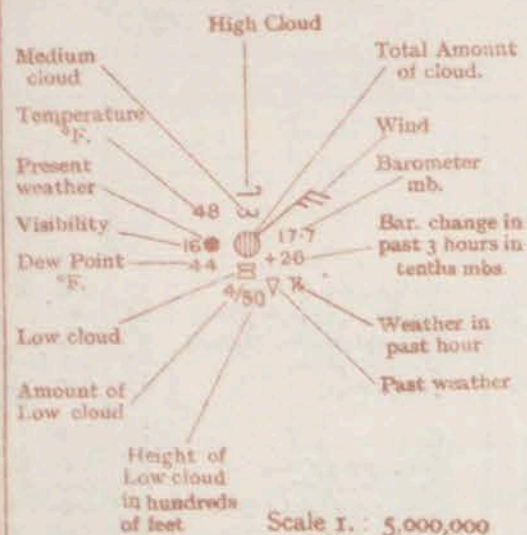 High Cloud
Medium
cloud
Total Amount
of cloud.
Temperature
°F.
Wind
Present
weather
Barometer
mb.
48
Visibility
16
17.7
Bar. change in
past 3 hours in
tenths mbs.
Dew Point
°F.
44
+26
4/50
Low cloud
Weather in
past hour
Amount of
Low cloud
Past weather
Height of
Low cloud
in hundreds
of feet
Scale 1. : 5,000,000